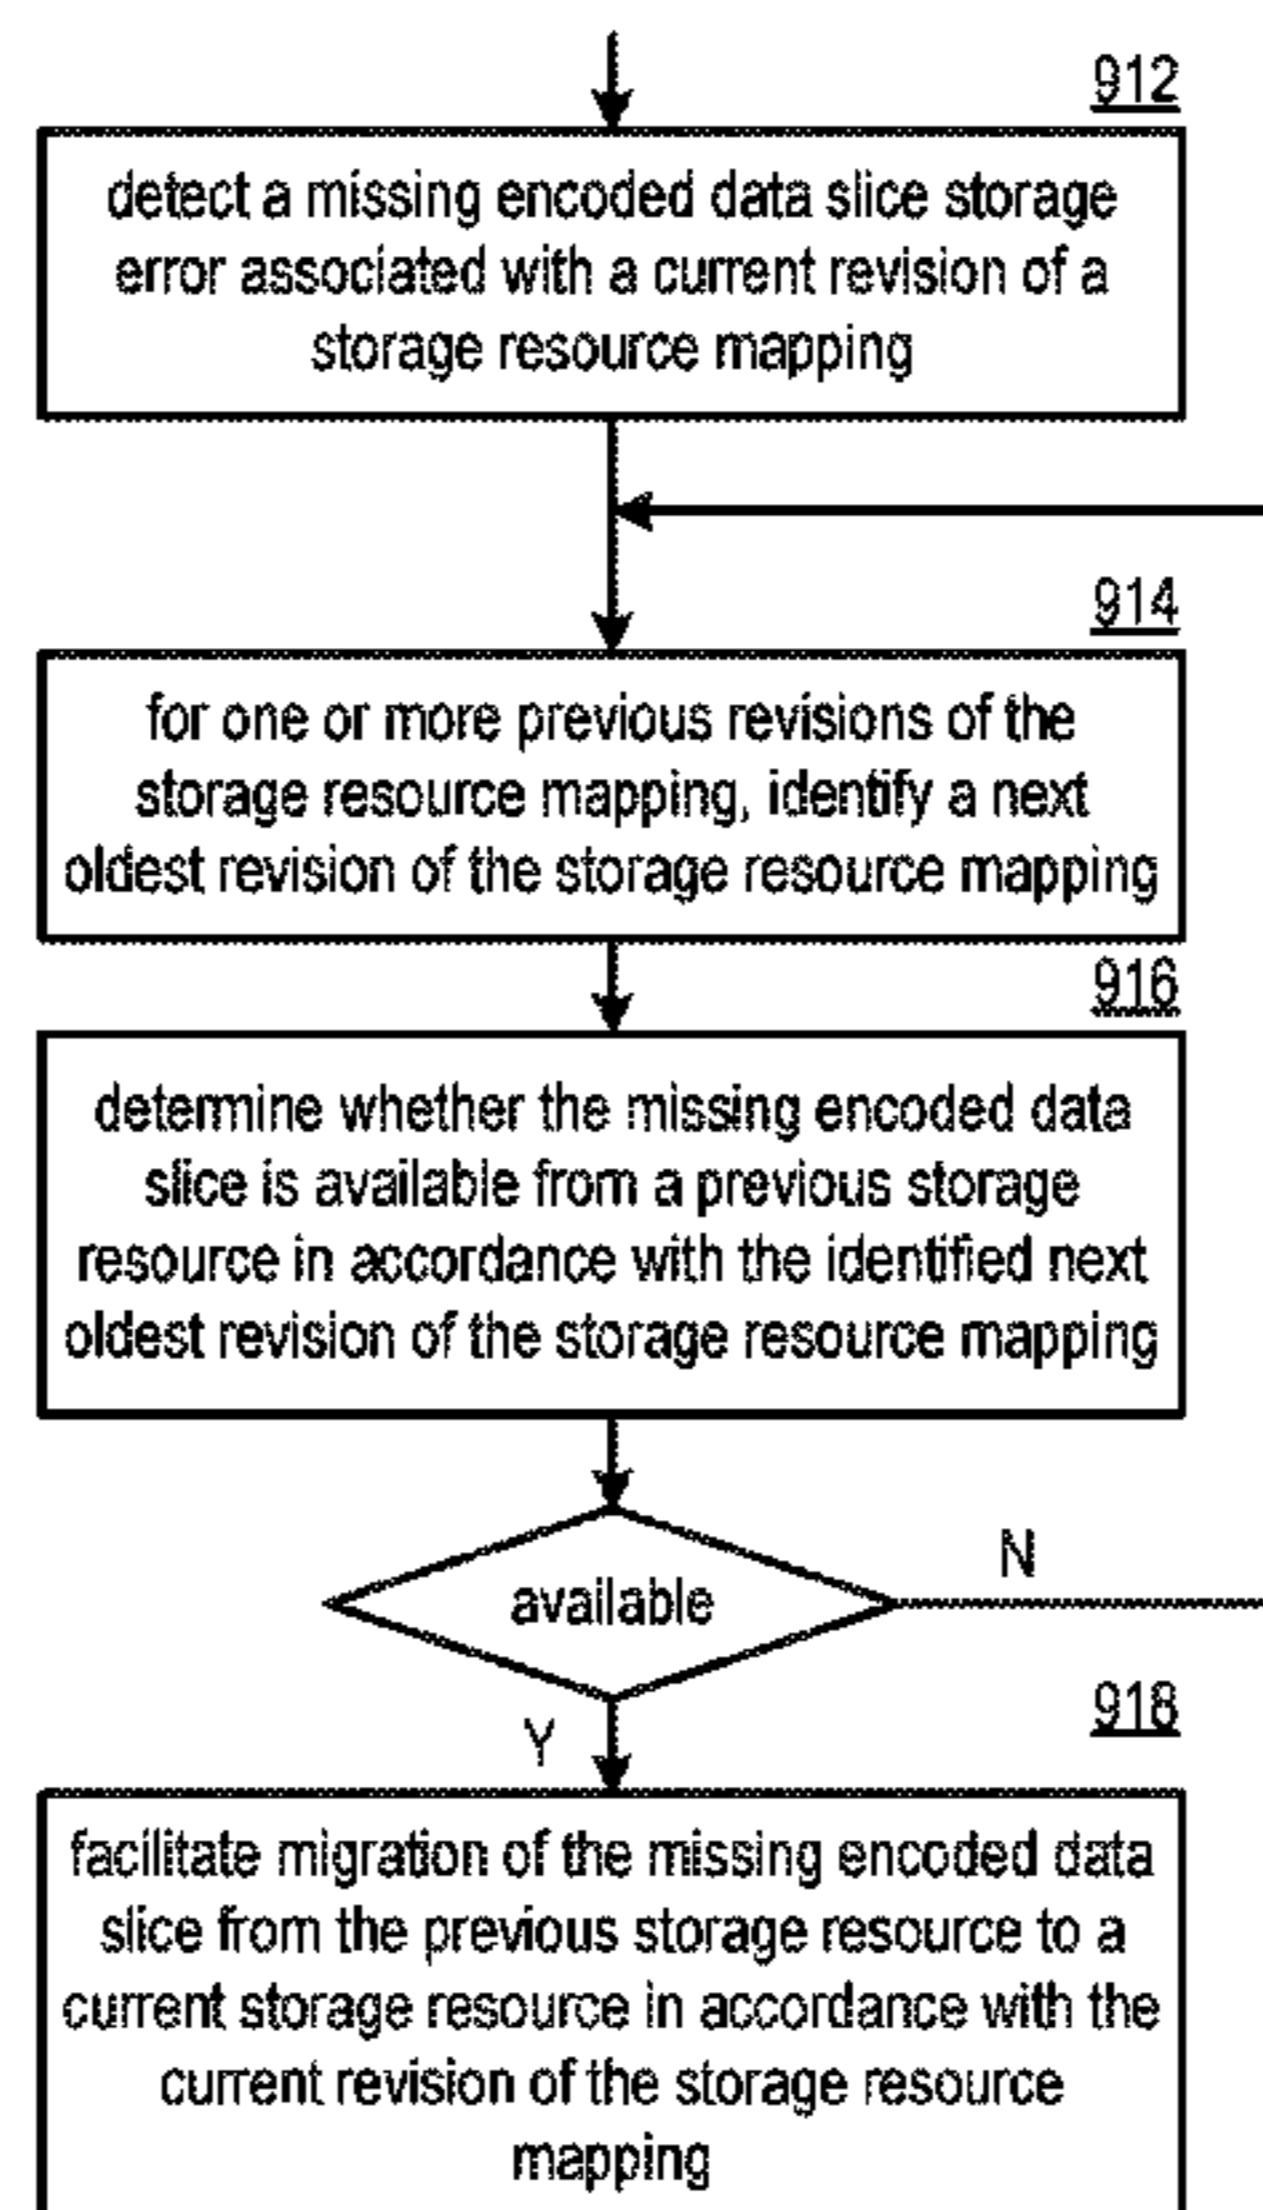 912
detect a missing encoded data slice storage
error associated with a current revision of a
storage resource mapping
914
for one or more previous revisions of the
storage resource mapping, identify a next
oldest revision of the storage resource mapping
916
determine whether the missing encoded data
slice is available from a previous storage
resource in accordance with the identified next
oldest revision of the storage resource mapping
available
N
Y
918
facilitate migration of the missing encoded data
slice from the previous storage resource to a
current storage resource in accordance with the
current revision of the storage resource
mapping